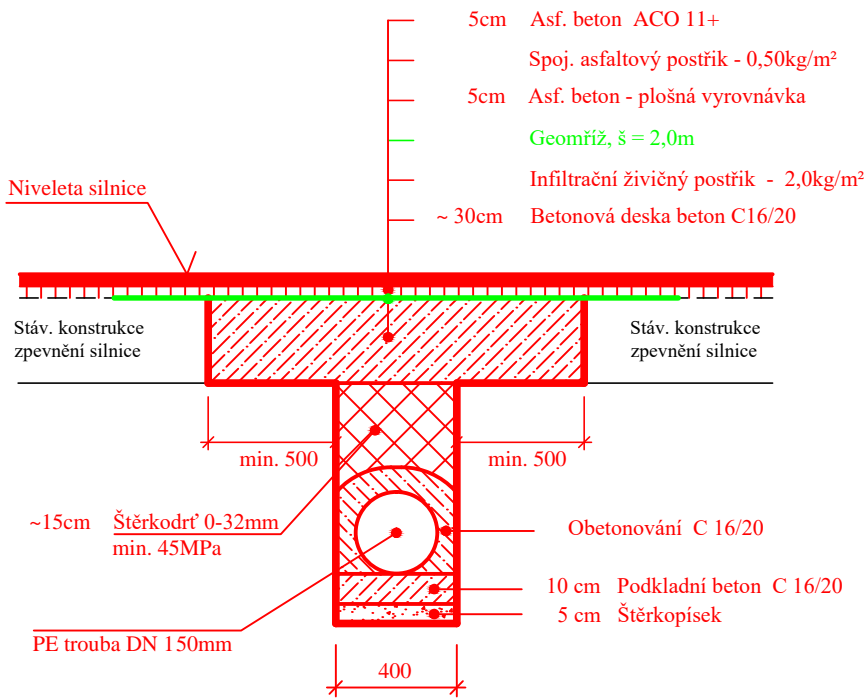 5cm Asf. beton ACO 11+
Spoj. asfaltový postřik - 0,50kg/m²
5cm Asf. beton - plošná vyrovnávka
Geomříž, š = 2,0m
Infiltrační živičný postřik - 2,0kg/m²
~ 30cm Betonová deska beton C16/20
Niveleta silnice
Stáv. konstrukce
zpevnění silnice
Stáv. konstrukce
zpevnění silnice
min. 500
min. 500
~15cm Štěrkodrť 0-32mm
min. 45MPa
Obetonování C 16/20
10 cm Podkladní beton C 16/20
5 cm Štěrkopísek
PE trouba DN 150mm
400